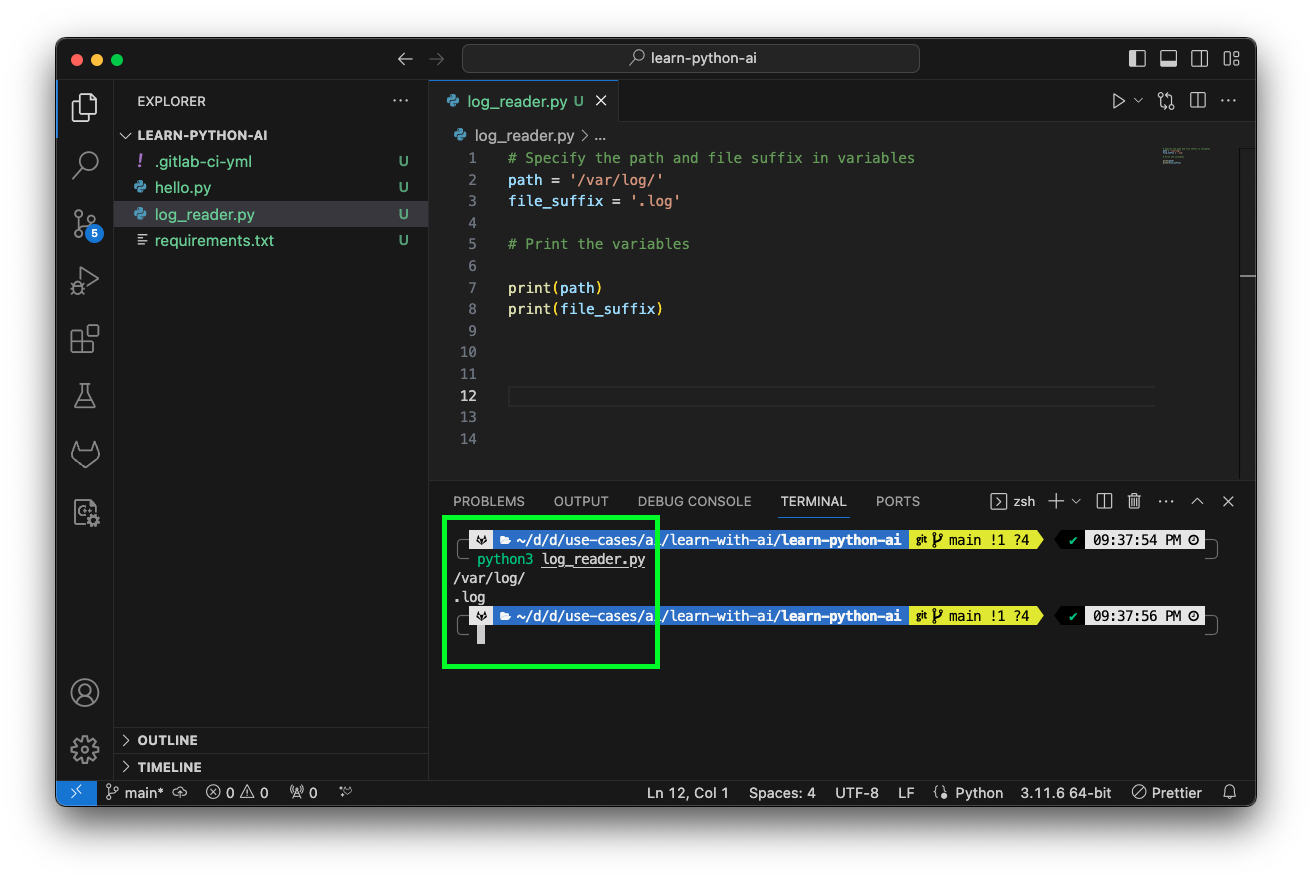 learn-python-ai
EXPLORER
LEARN-PYTHON-AI
! .gitlab-ci-yml U
hello.py U
log_reader.py U
requirements.txt U
5
OUTLINE
TIMELINE
log_reader.py U
log_reader.py > ...
1 # Specify the path and file suffix in variables
2 path = '/var/log/'
3 file_suffix = '.log'
4
5 # Print the variables
6
7 print(path)
8 print(file_suffix)
9
10
11
12
13
14
PROBLEMS OUTPUT DEBUG CONSOLE TERMINAL PORTS zsh
~/d/d/use-cases/ai/learn-with-ai/learn-python-ai git main !1 ?4 ✔ 09:37:54 PM
python3 log_reader.py
/var/log/
.log
~/d/d/use-cases/ai/learn-with-ai/learn-python-ai git main !1 ?4 ✔ 09:37:56 PM
main* 0 0 0 Ln 12, Col 1 Spaces: 4 UTF-8 LF Python 3.11.6 64-bit Prettier